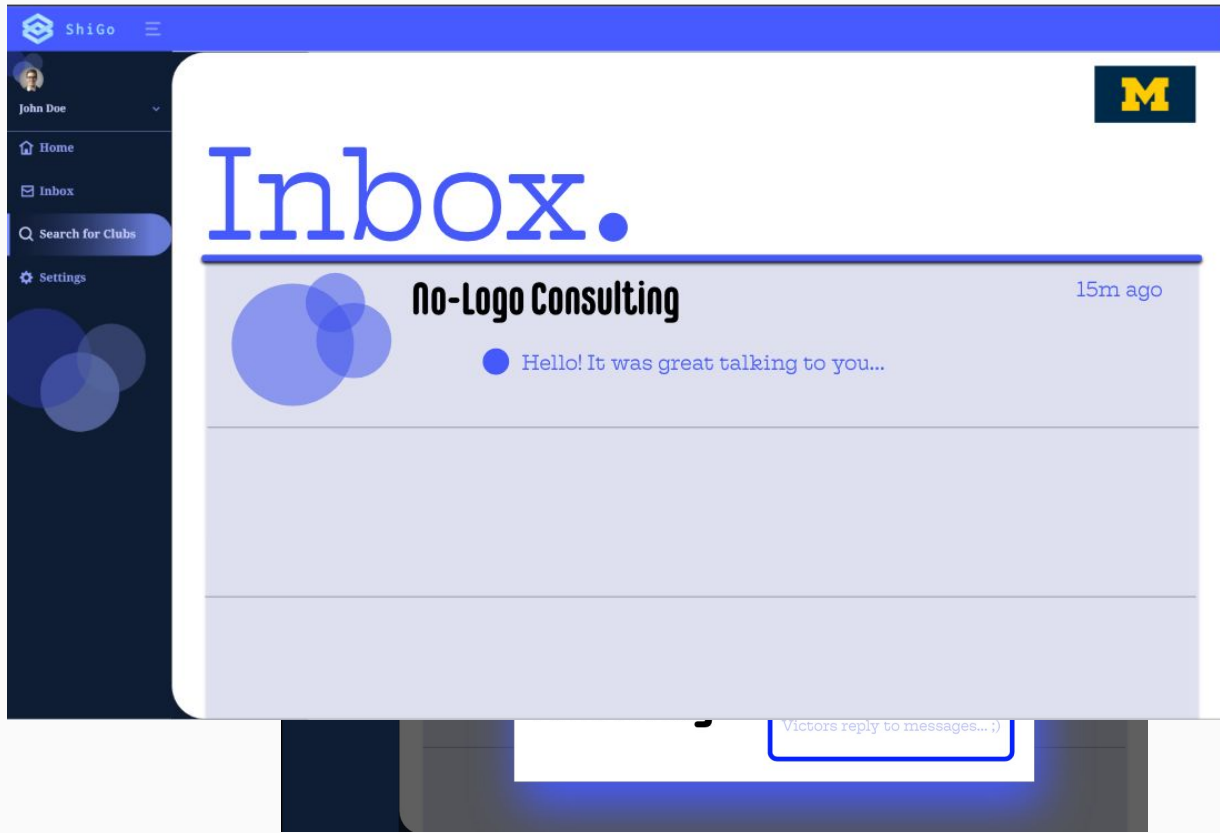 ShiGo
M
John Doe
Home
Inbox
Search for Clubs
Settings
Inbox.
No-Logo Consulting
15m ago
Hello! It was great talking to you...
Victors reply to messages... ;)